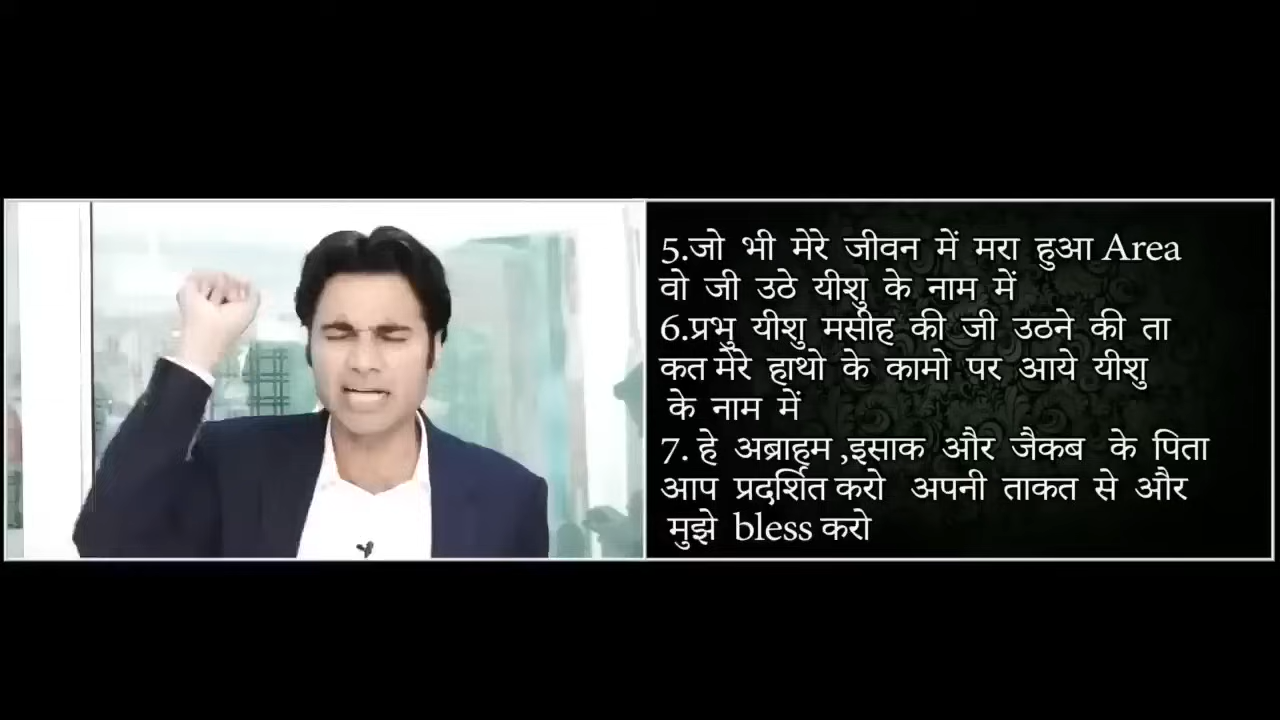 5.जो भी मेरे जीवन में मरा हुआ Area
वो जी उठे यीशु के नाम में
6.प्रभु यीशु मसीह की जी उठने की ता
कत मेरे हाथो के कामो पर आये यीशु
के नाम में
7. हे अब्राहम ,इसाक और जैकब के पिता
आप प्रदर्शित करो अपनी ताकत से और
मुझे bless करो